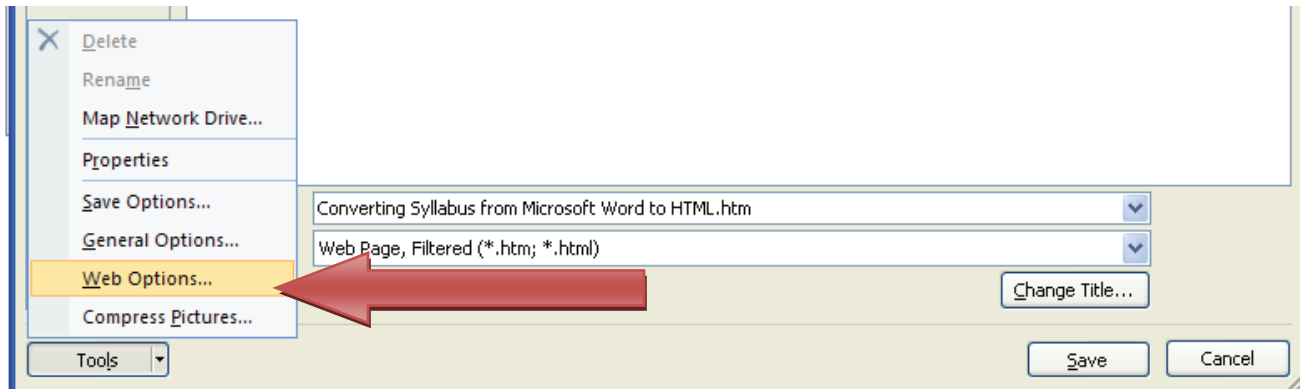 Delete
Rename
Map Network Drive...
Properties
Save Options...
General Options...
Web Options...
Compress Pictures...
Converting Syllabus from Microsoft Word to HTML.htm
Web Page, Filtered (*.htm; *.html)
Change Title...
Tools
Save
Cancel